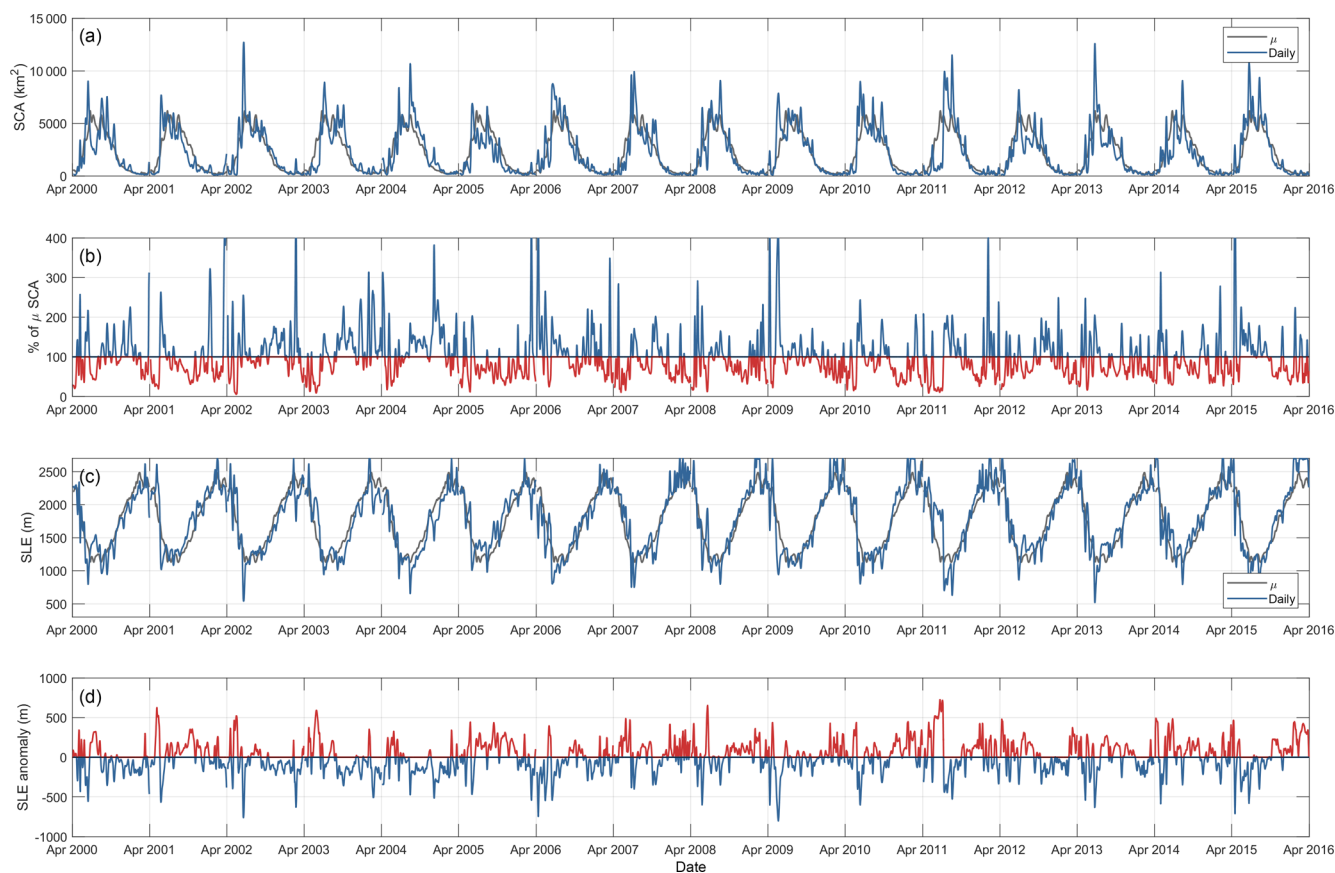 (a)
SCA (km²)
15 000
10 000
5000
0
μ
Daily
Apr 2000 Apr 2001 Apr 2002 Apr 2003 Apr 2004 Apr 2005 Apr 2006 Apr 2007 Apr 2008 Apr 2009 Apr 2010 Apr 2011 Apr 2012 Apr 2013 Apr 2014 Apr 2015 Apr 2016
(b)
% of μ SCA
400
300
200
100
0
Apr 2000 Apr 2001 Apr 2002 Apr 2003 Apr 2004 Apr 2005 Apr 2006 Apr 2007 Apr 2008 Apr 2009 Apr 2010 Apr 2011 Apr 2012 Apr 2013 Apr 2014 Apr 2015 Apr 2016
(c)
SLE (m)
2500
2000
1500
1000
500
μ
Daily
Apr 2000 Apr 2001 Apr 2002 Apr 2003 Apr 2004 Apr 2005 Apr 2006 Apr 2007 Apr 2008 Apr 2009 Apr 2010 Apr 2011 Apr 2012 Apr 2013 Apr 2014 Apr 2015 Apr 2016
(d)
SLE anomaly (m)
1000
500
0
-500
-1000
Apr 2000 Apr 2001 Apr 2002 Apr 2003 Apr 2004 Apr 2005 Apr 2006 Apr 2007 Apr 2008 Apr 2009 Apr 2010 Apr 2011 Apr 2012 Apr 2013 Apr 2014 Apr 2015 Apr 2016
Date